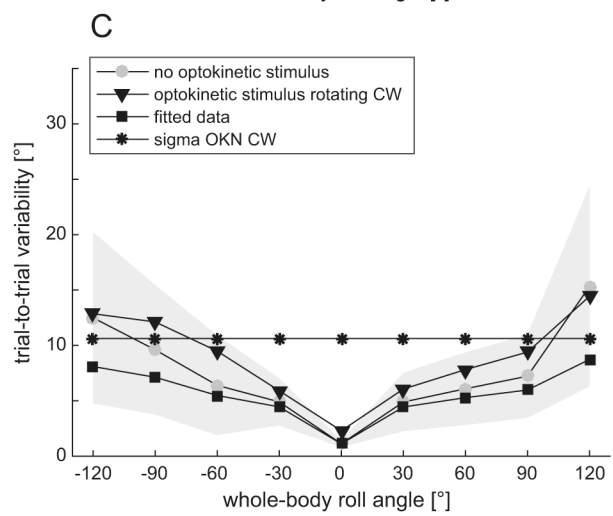 C
no optokinetic stimulus
optokinetic stimulus rotating CW
fitted data
sigma OKN CW
trial-to-trial variability [°]
30
20
10
0
-120 -90 -60 -30 0 30 60 90 120
whole-body roll angle [°]